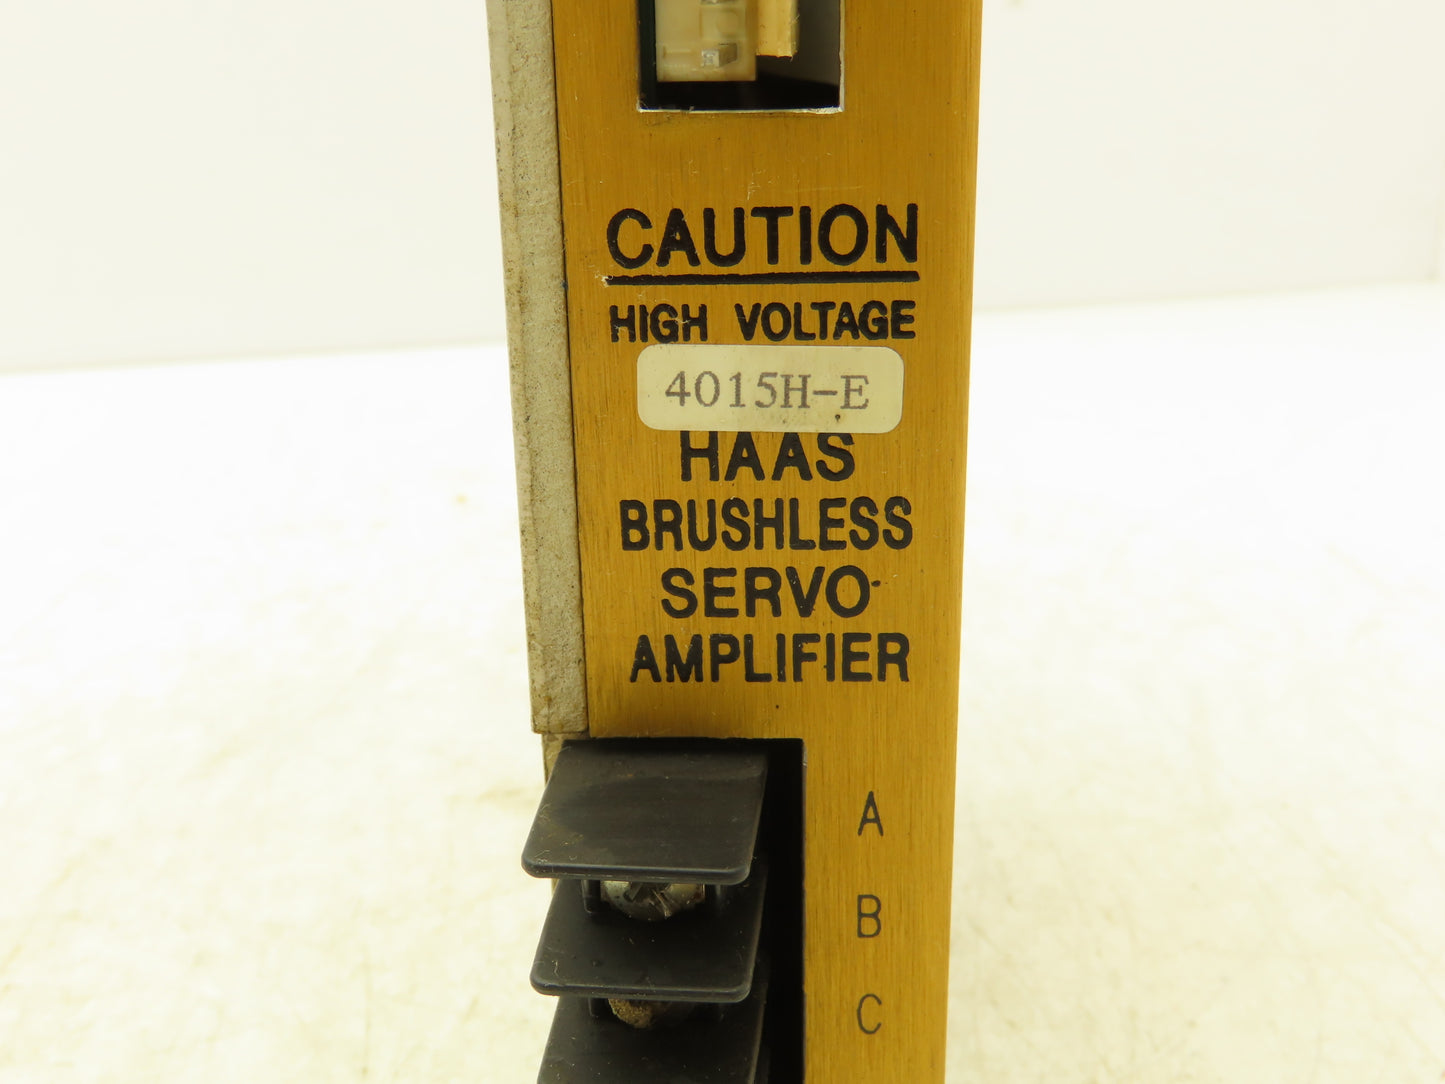 CAUTION
HIGH VOLTAGE
4015H-E
HAAS
BRUSHLESS
SERVO
AMPLIFIER
A
B
C